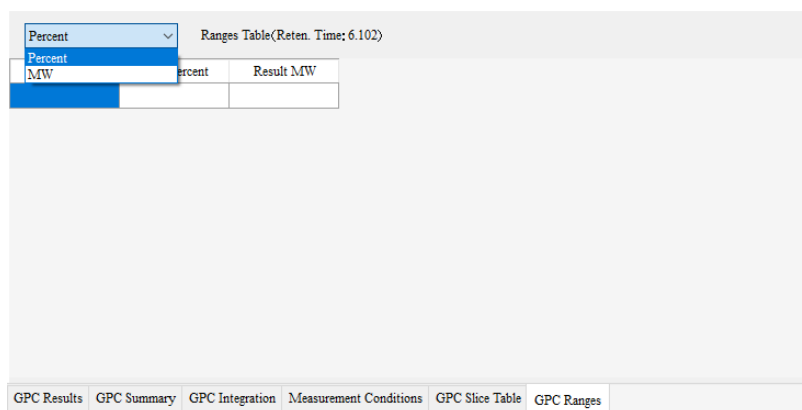 Percent
Ranges Table(Reten. Time: 6.102)
Percent
MW
ercent
Result MW
GPC Results
GPC Summary
GPC Integration
Measurement Conditions
GPC Slice Table
GPC Ranges